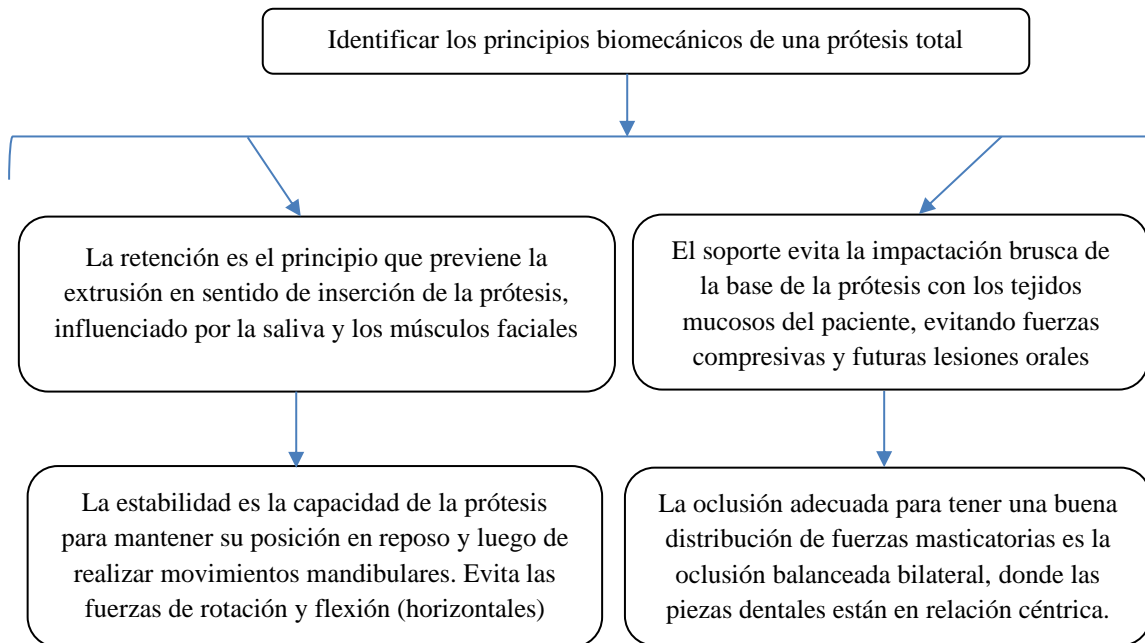 Identificar los principios biomecánicos de una prótesis total
La retención es el principio que previene la
extrusión en sentido de inserción de la prótesis,
influenciado por la saliva y los músculos faciales
El soporte evita la impactación brusca de
la base de la prótesis con los tejidos
mucosos del paciente, evitando fuerzas
compresivas y futuras lesiones orales
La estabilidad es la capacidad de la prótesis
para mantener su posición en reposo y luego de
realizar movimientos mandibulares. Evita las
fuerzas de rotación y flexión (horizontales)
La oclusión adecuada para tener una buena
distribución de fuerzas masticatorias es la
oclusión balanceada bilateral, donde las
piezas dentales están en relación céntrica.